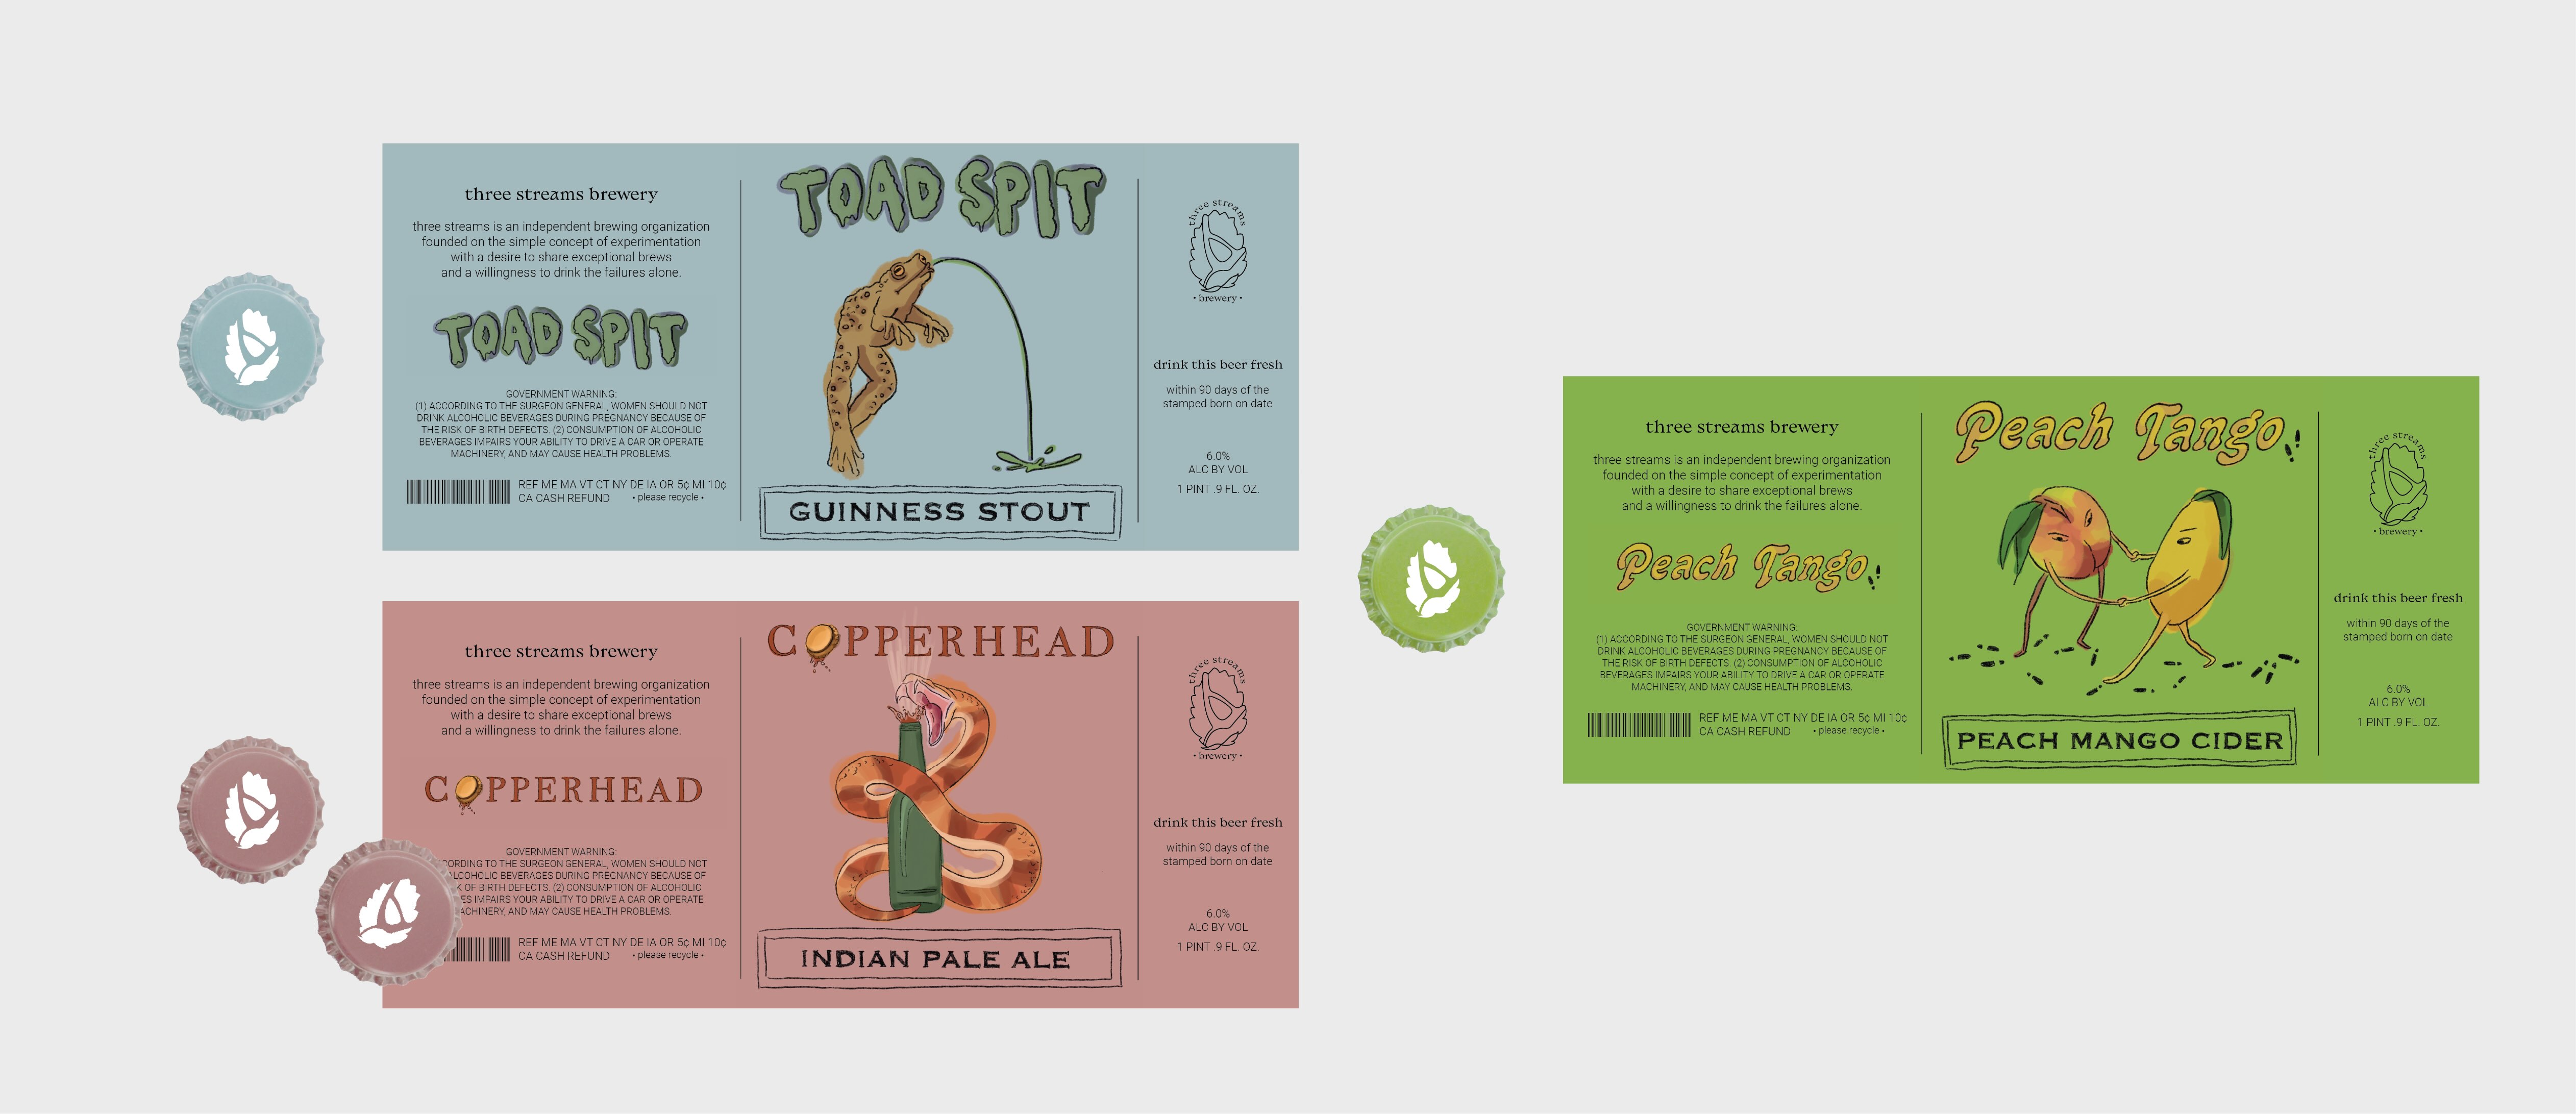 TOAD SPIT
three streams brewery
three streams is an independent brewing organization
founded on the simple concept of experimentation
with a desire to share exceptional brews
and a willingness to drink the failures alone.
TOAD SPIT
GOVERNMENT WARNING:
(1) ACCORDING TO THE SURGEON GENERAL, WOMEN SHOULD NOT
DRINK ALCOHOLIC BEVERAGES DURING PREGNANCY BECAUSE OF
THE RISK OF BIRTH DEFECTS. (2) CONSUMPTION OF ALCOHOLIC
BEVERAGES IMPAIRS YOUR ABILITY TO DRIVE A CAR OR OPERATE
MACHINERY, AND MAY CAUSE HEALTH PROBLEMS.
REF ME MA VT CT NY DE IA OR 5¢ MI 10¢
CA CASH REFUND • please recycle •
GUINNESS STOUT
three streams
• brewery •
drink this beer fresh
within 90 days of the
stamped born on date
6.0%
ALC BY VOL
1 PINT .9 FL. OZ.
COPPERHEAD
three streams brewery
three streams is an independent brewing organization
founded on the simple concept of experimentation
with a desire to share exceptional brews
and a willingness to drink the failures alone.
COPPERHEAD
GOVERNMENT WARNING:
CORDING TO THE SURGEON GENERAL, WOMEN SHOULD NOT
ALCOHOLIC BEVERAGES DURING PREGNANCY BECAUSE OF
K OF BIRTH DEFECTS. (2) CONSUMPTION OF ALCOHOLIC
ES IMPAIRS YOUR ABILITY TO DRIVE A CAR OR OPERATE
ACHINERY, AND MAY CAUSE HEALTH PROBLEMS.
REF ME MA VT CT NY DE IA OR 5¢ MI 10¢
CA CASH REFUND • please recycle •
INDIAN PALE ALE
three streams
• brewery •
drink this beer fresh
within 90 days of the
stamped born on date
6.0%
ALC BY VOL
1 PINT .9 FL. OZ.
Peach Tango
three streams brewery
three streams is an independent brewing organization
founded on the simple concept of experimentation
with a desire to share exceptional brews
and a willingness to drink the failures alone.
Peach Tango
GOVERNMENT WARNING:
(1) ACCORDING TO THE SURGEON GENERAL, WOMEN SHOULD NOT
DRINK ALCOHOLIC BEVERAGES DURING PREGNANCY BECAUSE OF
THE RISK OF BIRTH DEFECTS. (2) CONSUMPTION OF ALCOHOLIC
BEVERAGES IMPAIRS YOUR ABILITY TO DRIVE A CAR OR OPERATE
MACHINERY, AND MAY CAUSE HEALTH PROBLEMS.
REF ME MA VT CT NY DE IA OR 5¢ MI 10¢
CA CASH REFUND • please recycle •
PEACH MANGO CIDER
three streams
• brewery •
drink this beer fresh
within 90 days of the
stamped born on date
6.0%
ALC BY VOL
1 PINT .9 FL. OZ.